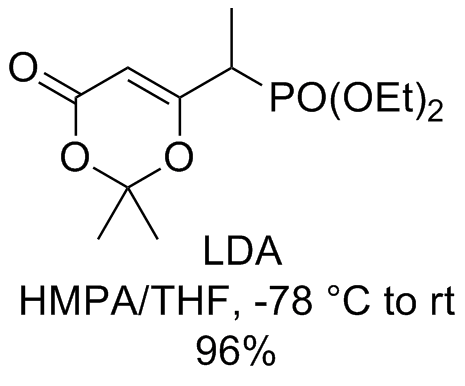 O
PO(OEt)₂
O
O
LDA
HMPA/THF, -78 °C to rt
96%